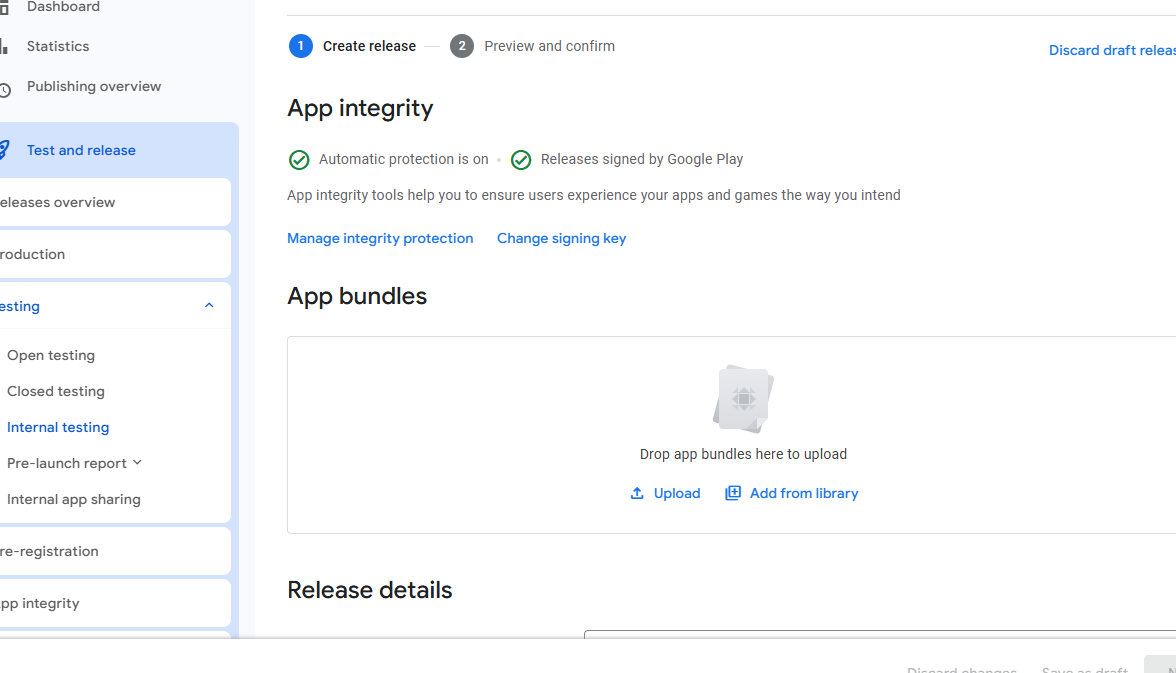 Dashboard
Statistics
Publishing overview
Test and release
eleases overview
roduction
esting
Open testing
Closed testing
Internal testing
Pre-launch report
Internal app sharing
re-registration
pp integrity
1 Create release 2 Preview and confirm
Discard draft releas
App integrity
Automatic protection is on • Releases signed by Google Play
App integrity tools help you to ensure users experience your apps and games the way you intend
Manage integrity protection Change signing key
App bundles
Drop app bundles here to upload
Upload Add from library
Release details
Discard changes Save as draft N